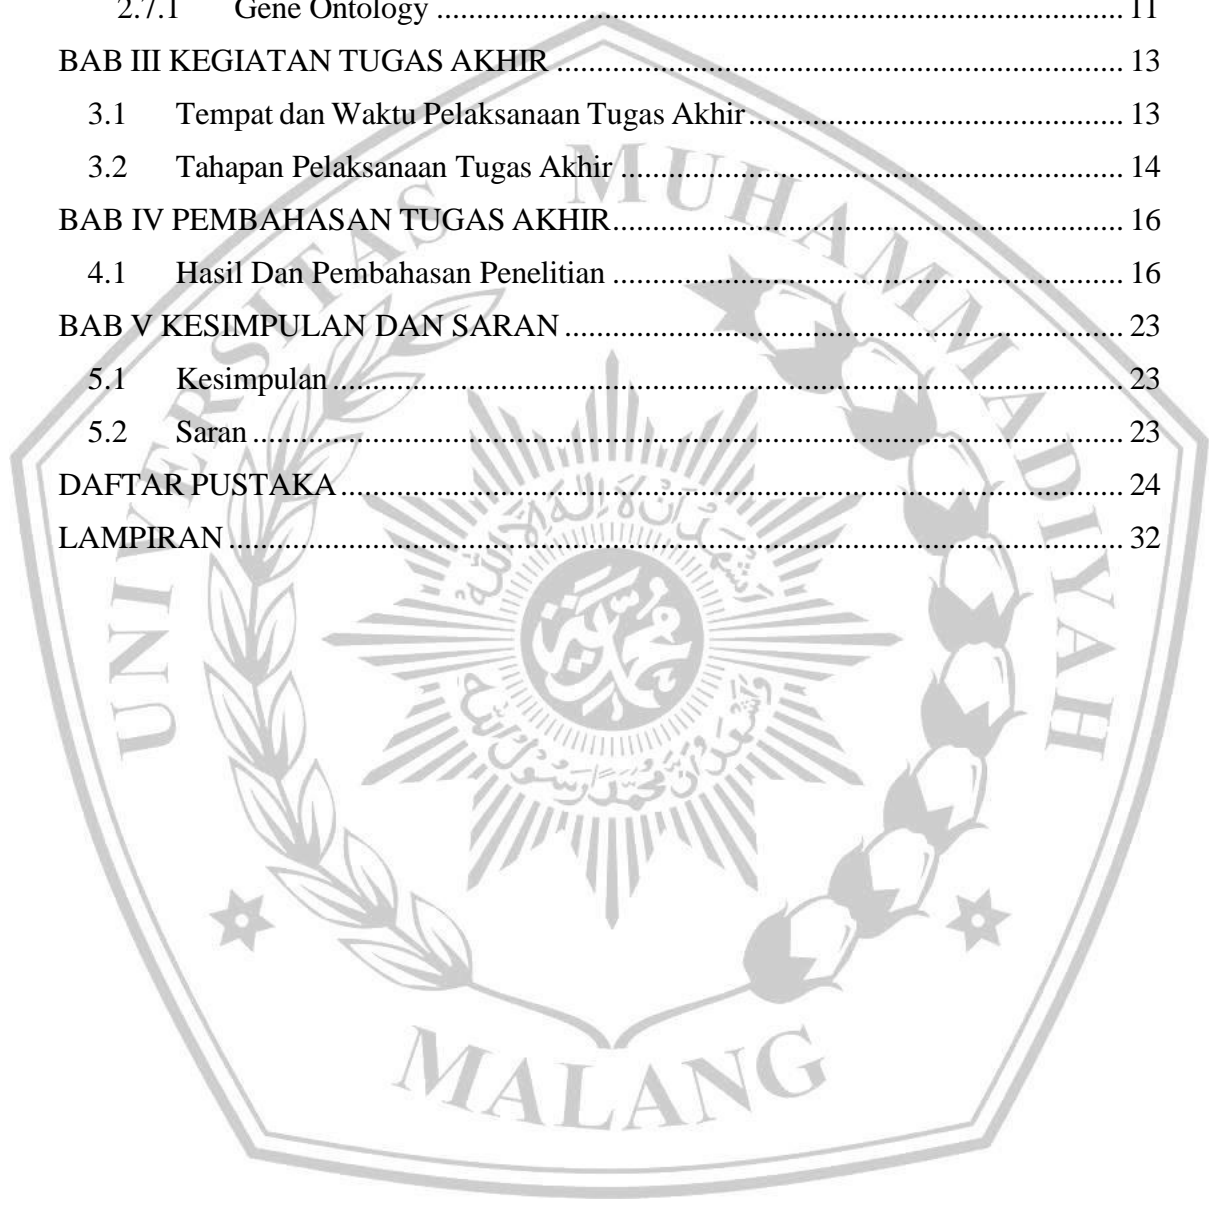 2.7.1 Gene Ontology ........ 11
BAB III KEGIATAN TUGAS AKHIR ........ 13
3.1 Tempat dan Waktu Pelaksanaan Tugas Akhir ........ 13
3.2 Tahapan Pelaksanaan Tugas Akhir ........ 14
BAB IV PEMBAHASAN TUGAS AKHIR ........ 16
4.1 Hasil Dan Pembahasan Penelitian ........ 16
BAB V KESIMPULAN DAN SARAN ........ 23
5.1 Kesimpulan ........ 23
5.2 Saran ........ 23
DAFTAR PUSTAKA ........ 24
LAMPIRAN ........ 32
UNIVERSITAS MUHAMMADIYAH
MALANG